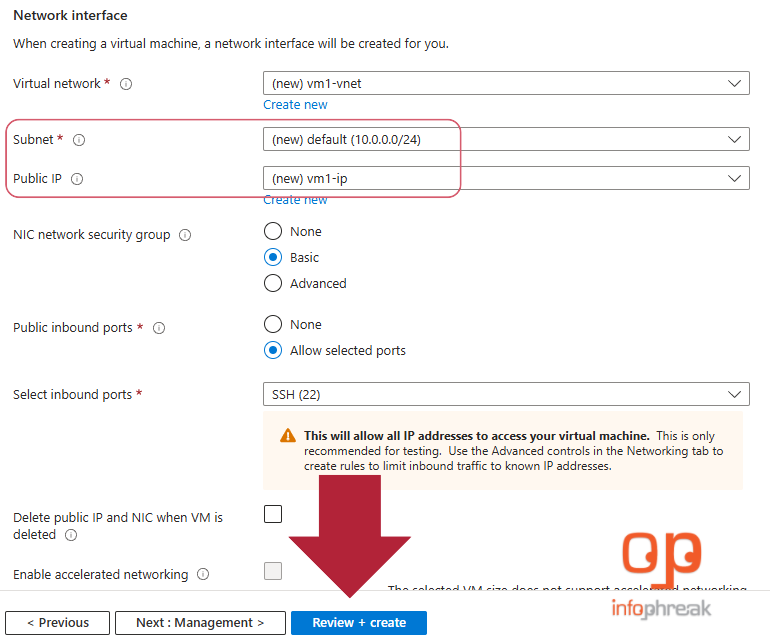 Network interface
When creating a virtual machine, a network interface will be created for you.
Virtual network *
(new) vm1-vnet
Create new
Subnet *
(new) default (10.0.0.0/24)
Public IP
(new) vm1-ip
Create new
NIC network security group
None
Basic
Advanced
Public inbound ports *
None
Allow selected ports
Select inbound ports *
SSH (22)
This will allow all IP addresses to access your virtual machine. This is only
recommended for testing. Use the Advanced controls in the Networking tab to
create rules to limit inbound traffic to known IP addresses.
Delete public IP and NIC when VM is
deleted
Enable accelerated networking
The selected VM size does not support accelerated networking
< Previous
Next : Management >
Review + create
infophreak